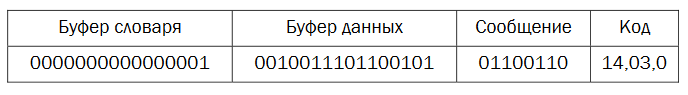 Буфер словаря Буфер данных Сообщение Код
0000000000000001 0010011101100101 01100110 14,03,0